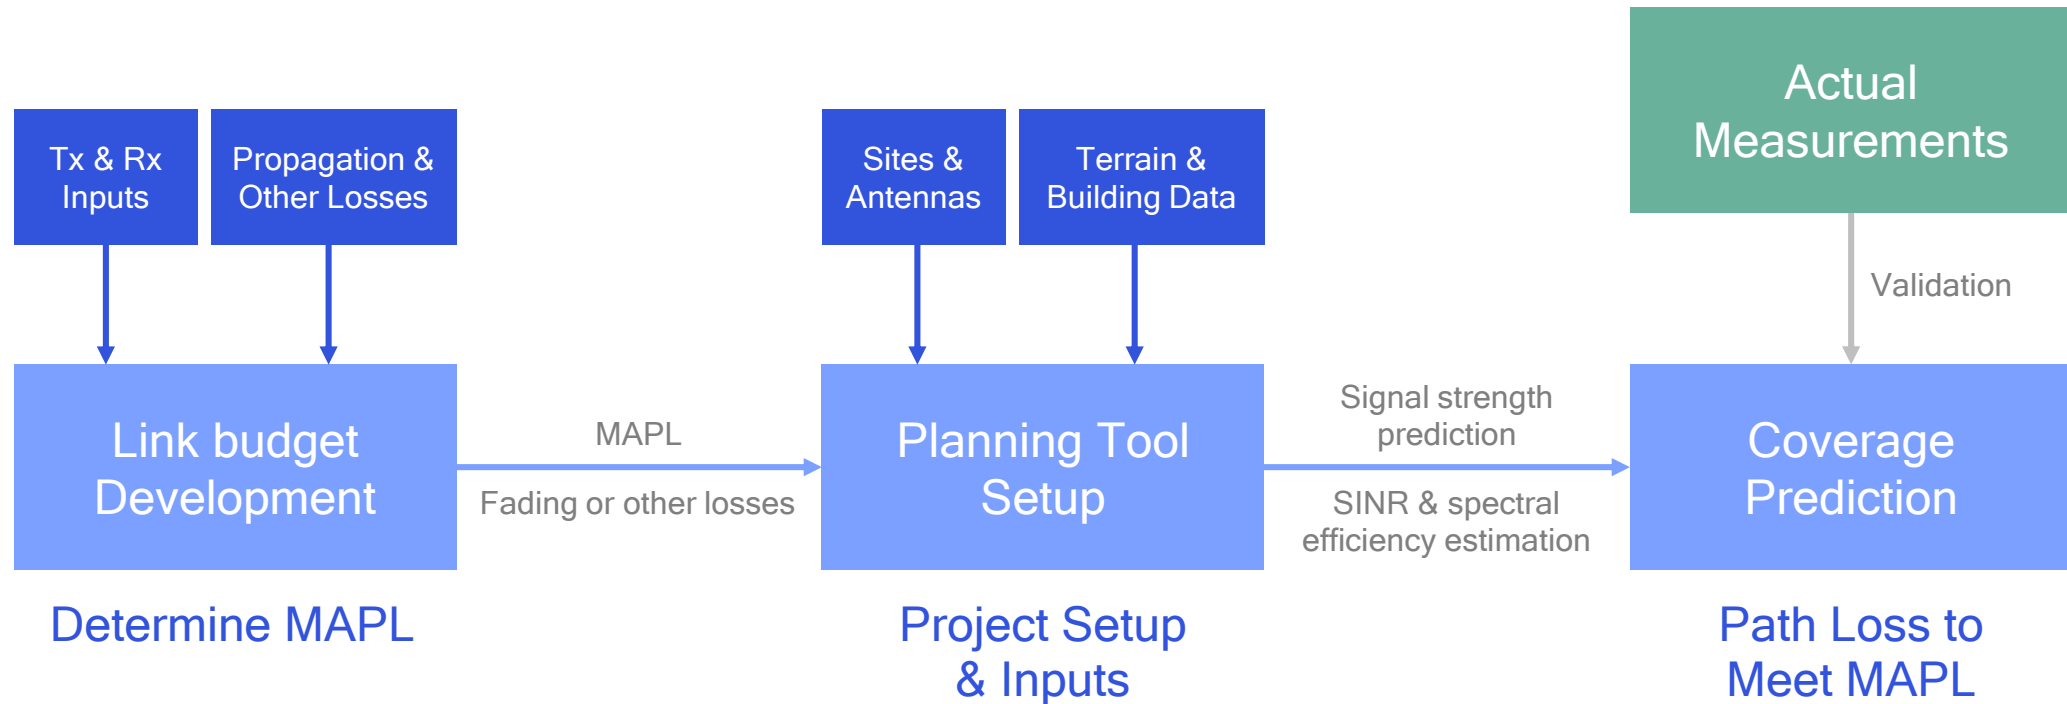 Actual
Measurements
Tx & Rx
Inputs
Propagation &
Other Losses
Sites &
Antennas
Terrain &
Building Data
Validation
Link budget
Development
MAPL
Fading or other losses
Planning Tool
Setup
Signal strength
prediction
SINR & spectral
efficiency estimation
Coverage
Prediction
Determine MAPL
Project Setup
& Inputs
Path Loss to
Meet MAPL